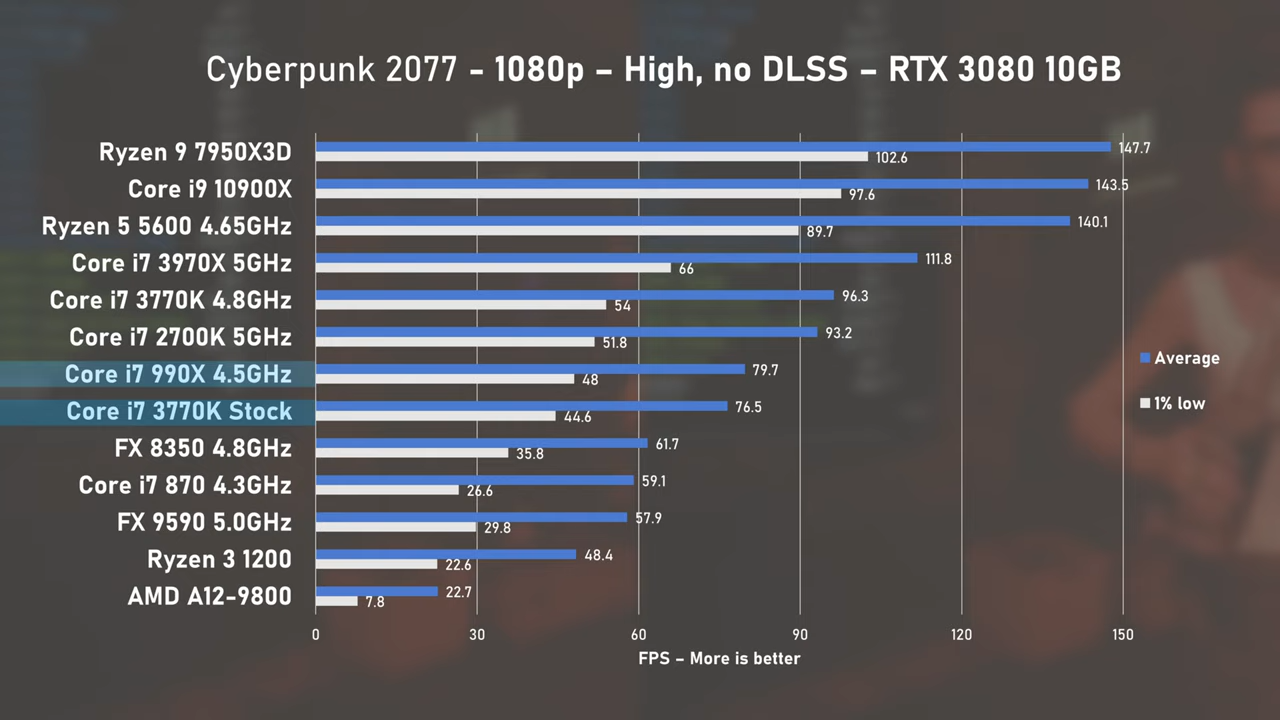 Cyberpunk 2077 - 1080p – High, no DLSS – RTX 3080 10GB
Ryzen 9 7950X3D 147.7 102.6
Core i9 10900X 143.5 97.6
Ryzen 5 5600 4.65GHz 140.1 89.7
Core i7 3970X 5GHz 111.8 66
Core i7 3770K 4.8GHz 96.3 54
Core i7 2700K 5GHz 93.2 51.8
Core i7 990X 4.5GHz 79.7 48
Core i7 3770K Stock 76.5 44.6
FX 8350 4.8GHz 61.7 35.8
Core i7 870 4.3GHz 59.1 26.6
FX 9590 5.0GHz 57.9 29.8
Ryzen 3 1200 48.4 22.6
AMD A12-9800 22.7 7.8
0 30 60 90 120 150
FPS – More is better
Average
1% low